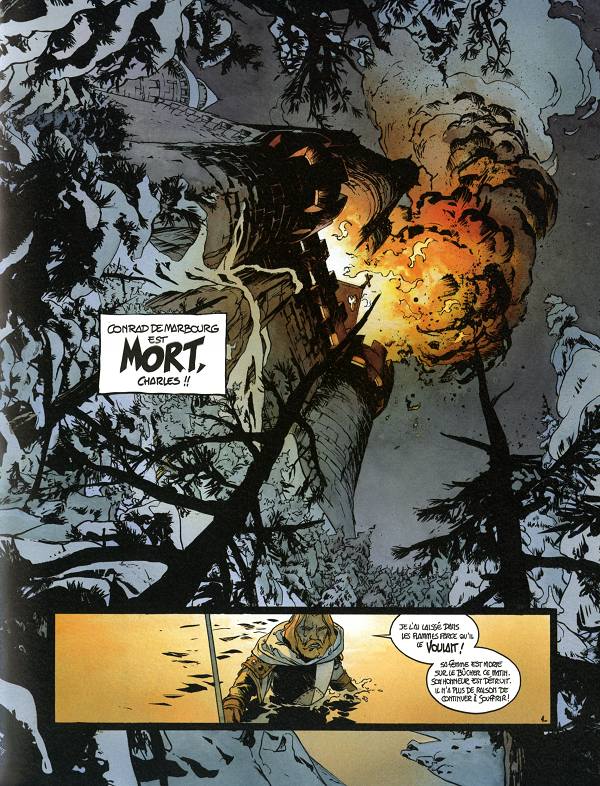 CONRAD DE MARBOURG
EST
MORT,
CHARLES !!
JE L'AI LAISSÉ DANS
LES FLAMMES PARCE QU'IL
LE VOULAIT !
SA FEMME EST MORTE
SUR LE BÛCHER CE MATIN.
SON HONNEUR EST DÉTRUIT.
IL N'A PLUS DE RAISON DE
CONTINUER À SOUFFRIR !
1.